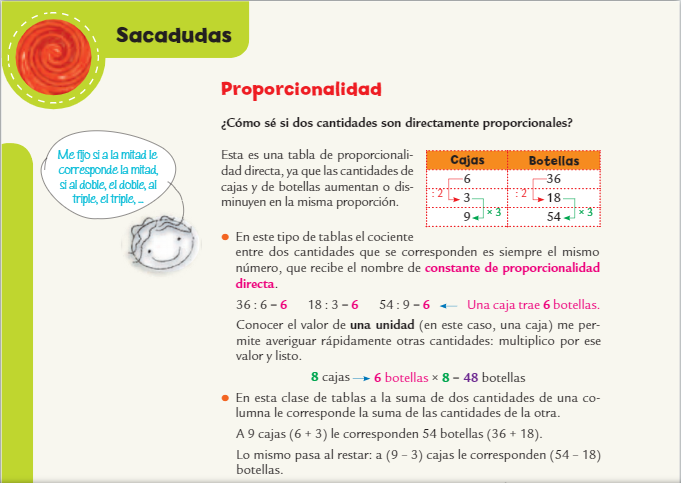 Sacadudas
Proporcionalidad
¿Cómo sé si dos cantidades son directamente proporcionales?
Me fijo si a la mitad le
corresponde la mitad,
si al doble, el doble, al
triple, el triple, ...
Esta es una tabla de proporcionali-
dad directa, ya que las cantidades de
cajas y de botellas aumentan o dis-
minuyen en la misma proporción.
Cajas Botellas
6 36
: 2 3 : 2 18
9 × 3 54 × 3
● En este tipo de tablas el cociente
entre dos cantidades que se corresponden es siempre el mismo
número, que recibe el nombre de constante de proporcionalidad
directa.
36 : 6 = 6 18 : 3 = 6 54 : 9 = 6 ← Una caja trae 6 botellas.
Conocer el valor de una unidad (en este caso, una caja) me per-
mite averiguar rápidamente otras cantidades: multiplico por ese
valor y listo.
8 cajas → 6 botellas × 8 = 48 botellas
● En esta clase de tablas a la suma de dos cantidades de una co-
lumna le corresponde la suma de las cantidades de la otra.
A 9 cajas (6 + 3) le corresponden 54 botellas (36 + 18).
Lo mismo pasa al restar: a (9 – 3) cajas le corresponden (54 – 18)
botellas.